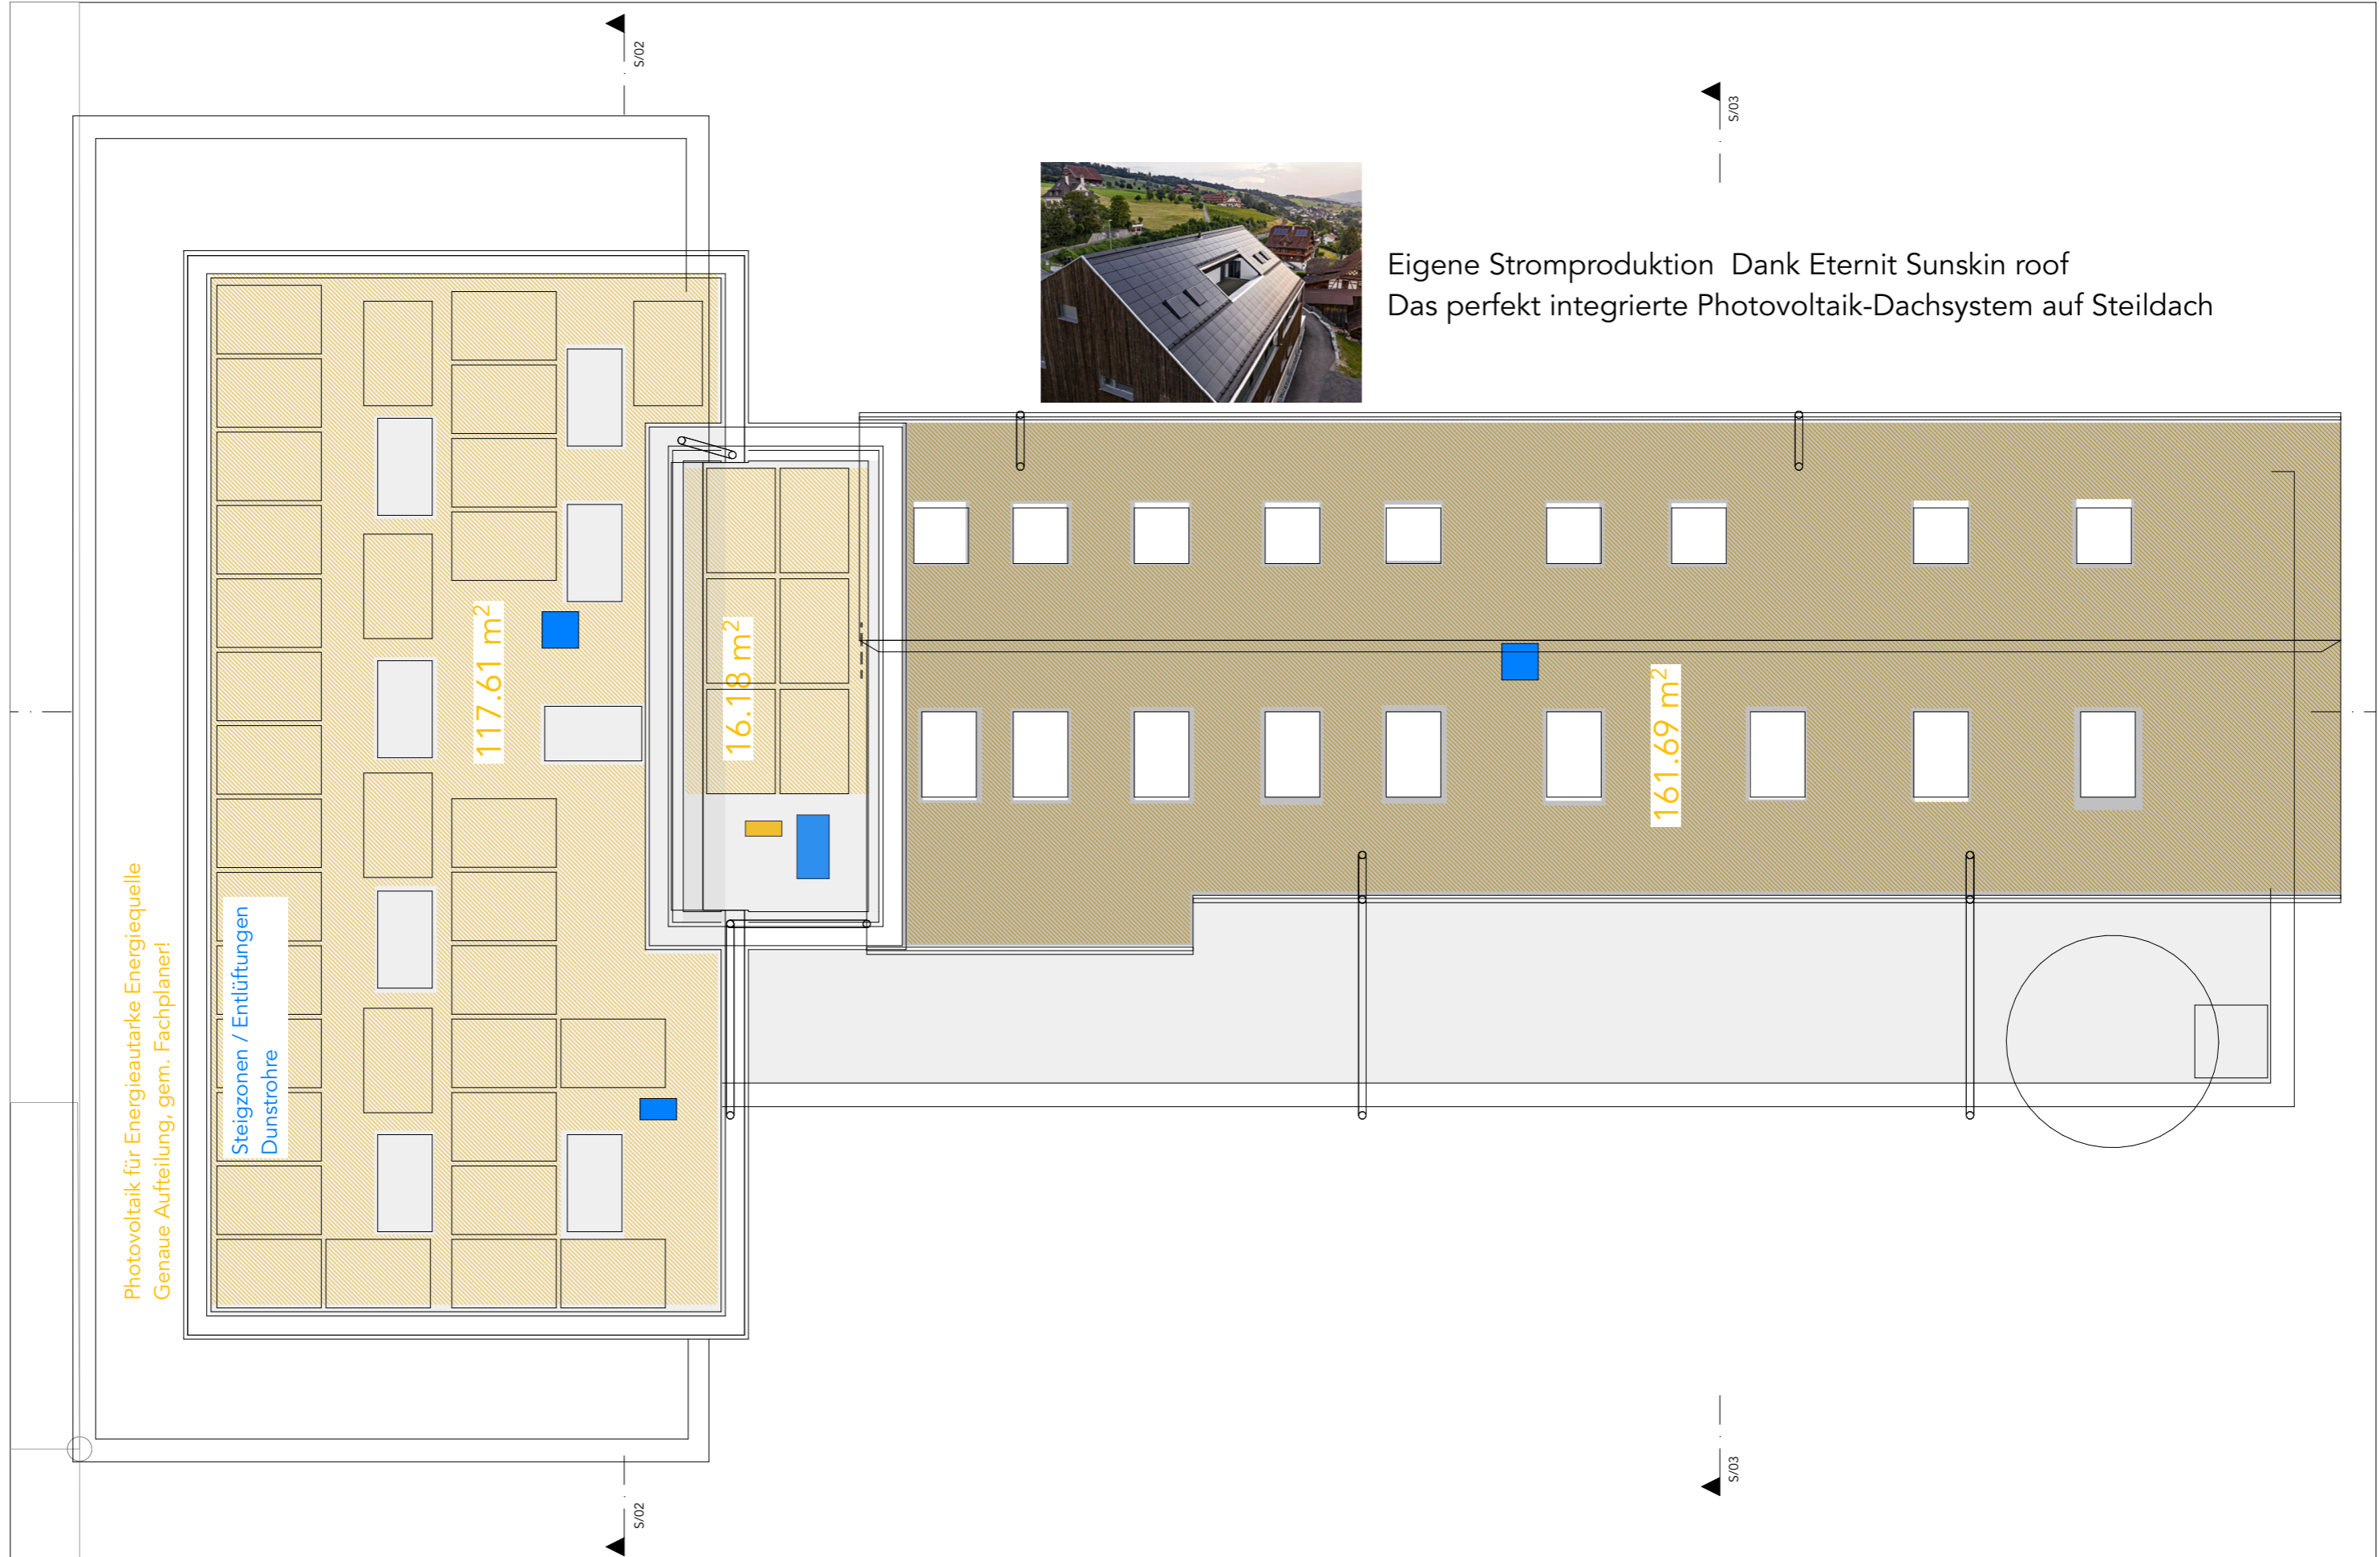 S/02
S/03
Eigene Stromproduktion Dank Eternit Sunskin roof
Das perfekt integrierte Photovoltaik-Dachsystem auf Steildach
117.61 m²
16.18 m²
161.69 m²
Photovoltaik für Energieautarke Energiequelle
Genaue Aufteilung, gem. Fachplaner!
Steigzonen / Entlüftungen
Dunstrohre
S/03
S/02